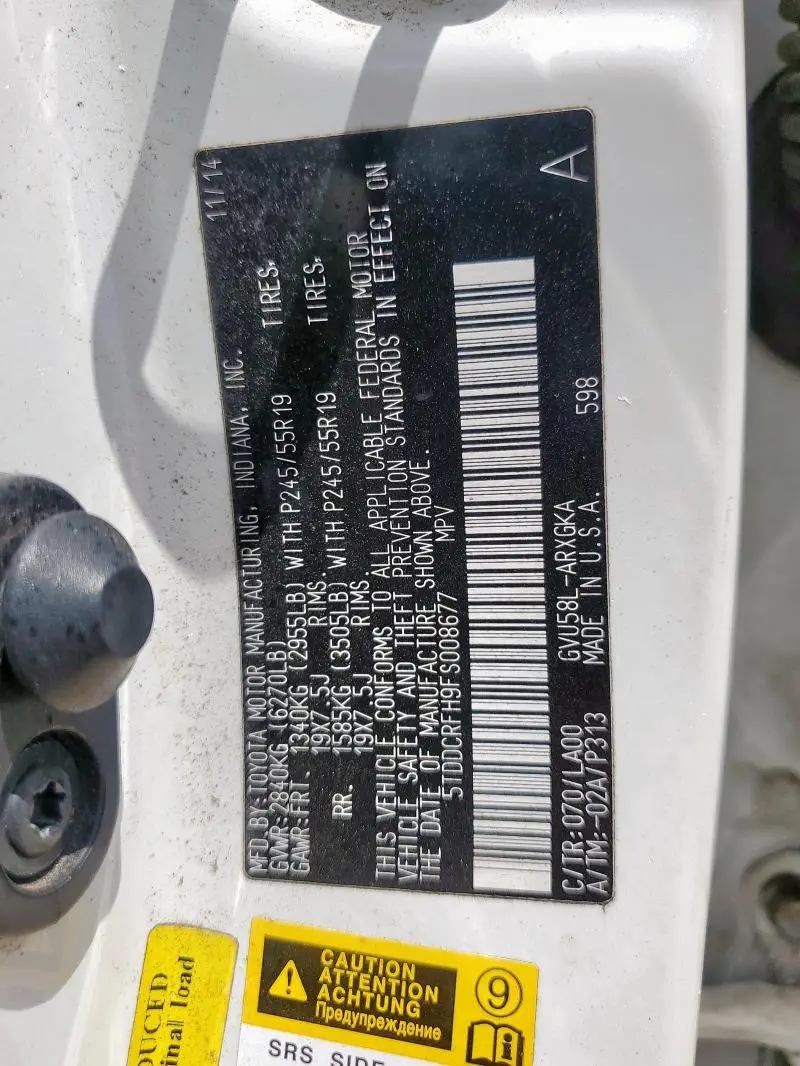 MFD BY:TOYOTA MOTOR MANUFACTURING, INDIANA, INC. 11/14
GVWR:2840KG (6270LB)
GAWR:FRT. 1340KG (2955LB) WITH P245/55R19 TIRES,
19X7.5J RIMS.
RR. 1585KG (3505LB) WITH P245/55R19 TIRES,
19X7.5J RIMS
THIS VEHICLE CONFORMS TO ALL APPLICABLE FEDERAL MOTOR
VEHICLE SAFETY AND THEFT PREVENTION STANDARDS IN EFFECT ON
THE DATE OF MANUFACTURE SHOWN ABOVE.
5TDDCRFH9FS008677 MPV
A
C/TR:070/LA00 GVU58L-ARXGKA 598
A/TM:-02A/P313 MADE IN U.S.A.
CAUTION
ATTENTION
ACHTUNG
Предупреждение
9
i
SRS SIDE
load